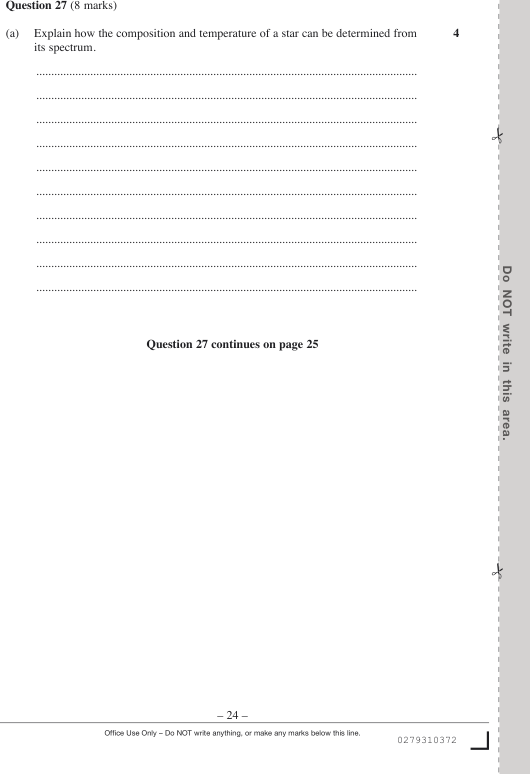 Question 27 (8 marks)
(a) Explain how the composition and temperature of a star can be determined from 4
its spectrum.
Question 27 continues on page 25
Do NOT write in this area.
– 24 –
Office Use Only – Do NOT write anything, or make any marks below this line.
0279310372